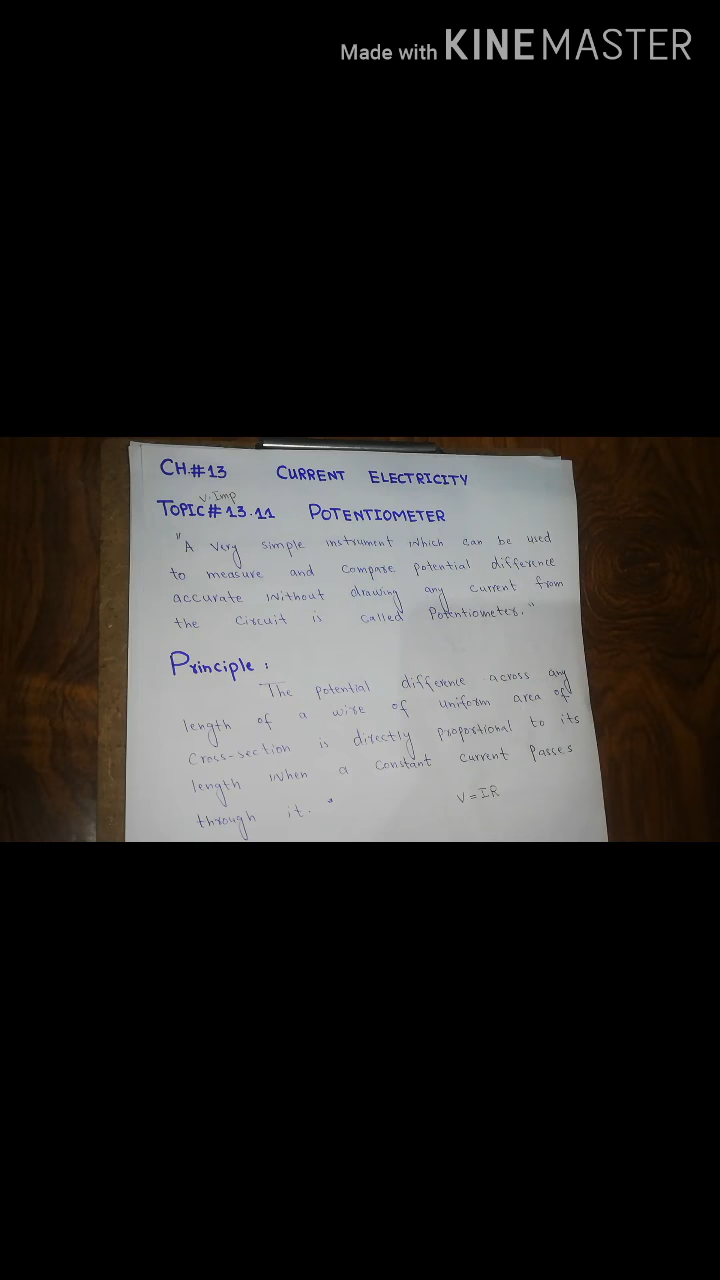 Made with KINEMASTER
CH.#13 CURRENT ELECTRICITY
V.Imp
TOPIC# 13.11 POTENTIOMETER
"A very simple instrument which can be used
to measure and compare potential difference
accurate without drawing any current from
the circuit is called Potentiometer."
Principle :
The potential difference across any
length of a wire of uniform area of
cross-section is directly proportional to its
length when a constant current passes
through it. "
V=IR